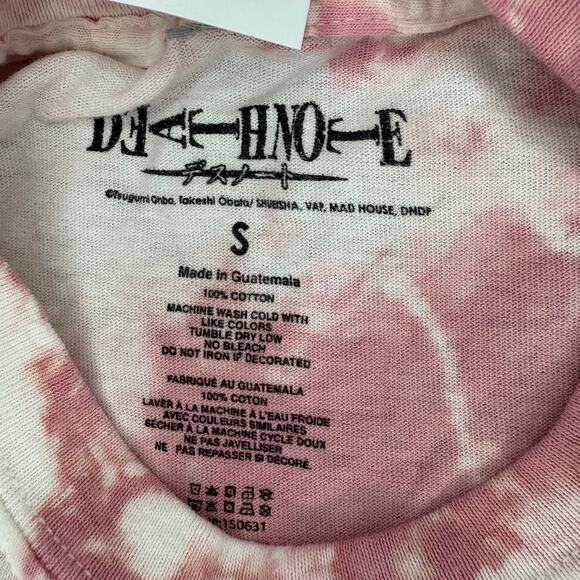 DEATH NOTE
デスノート
©Tsugumi Ohba, Takeshi Obata/ SHUEISHA, VAP, MAD HOUSE, DNDP
S
Made in Guatemala
100% COTTON
MACHINE WASH COLD WITH
LIKE COLORS
TUMBLE DRY LOW
NO BLEACH
DO NOT IRON IF DECORATED
FABRIQUÉ AU GUATEMALA
100% COTON
LAVER À LA MACHINE À L'EAU FROIDE
AVEC COULEURS SIMILAIRES
SÉCHER À LA MACHINE CYCLE DOUX
NE PAS JAVELLISER
NE PAS REPASSER SI DÉCORÉ.
:150631